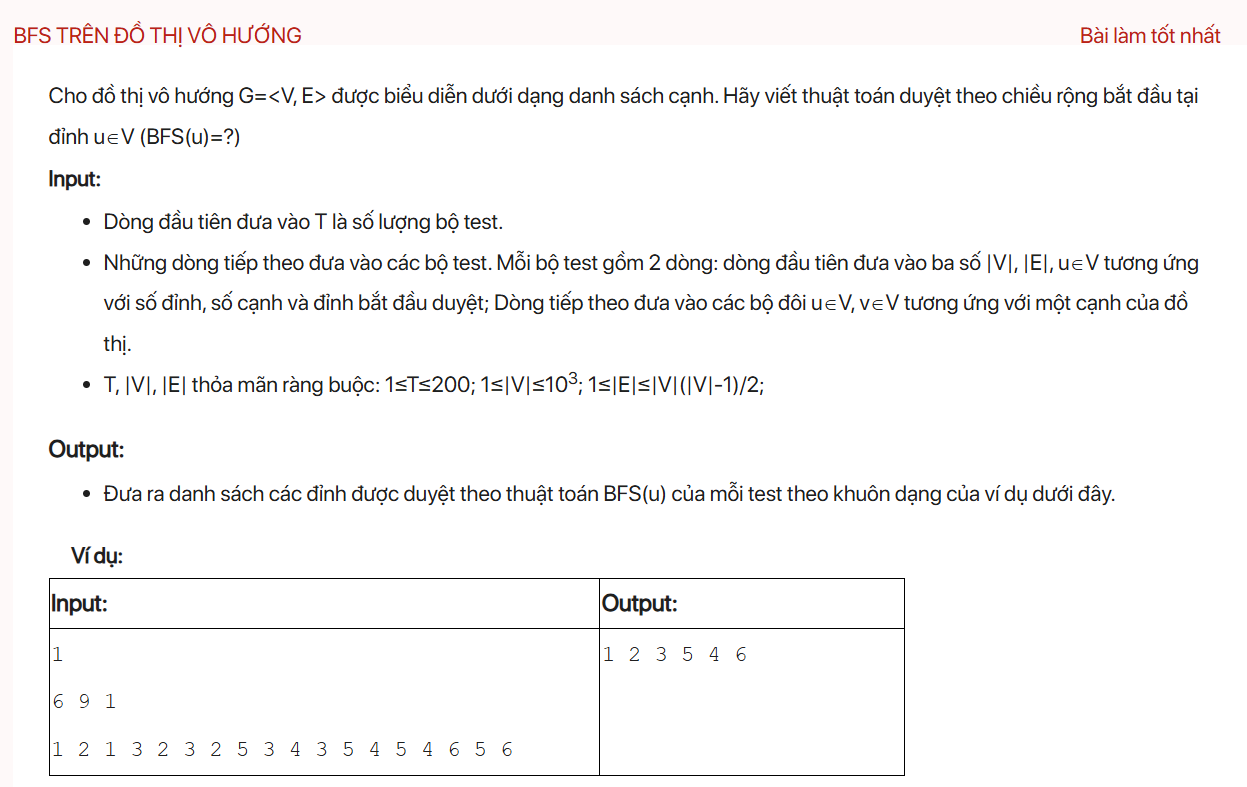 BFS TRÊN ĐỒ THỊ VÔ HƯỚNG
Bài làm tốt nhất
Cho đồ thị vô hướng G=<V, E> được biểu diễn dưới dạng danh sách cạnh. Hãy viết thuật toán duyệt theo chiều rộng bắt đầu tại
đỉnh u∈V (BFS(u)=?)
Input:
• Dòng đầu tiên đưa vào T là số lượng bộ test.
• Những dòng tiếp theo đưa vào các bộ test. Mỗi bộ test gồm 2 dòng: dòng đầu tiên đưa vào ba số |V|, |E|, u∈V tương ứng
với số đỉnh, số cạnh và đỉnh bắt đầu duyệt; Dòng tiếp theo đưa vào các bộ đôi u∈V, v∈V tương ứng với một cạnh của đồ
thị.
• T, |V|, |E| thỏa mãn ràng buộc: 1≤T≤200; 1≤|V|≤10³; 1≤|E|≤|V|(|V|-1)/2;
Output:
• Đưa ra danh sách các đỉnh được duyệt theo thuật toán BFS(u) của mỗi test theo khuôn dạng của ví dụ dưới đây.
Ví dụ:
Input:
Output:
1
1 2 3 5 4 6
6 9 1
1 2 1 3 2 3 2 5 3 4 3 5 4 5 4 6 5 6